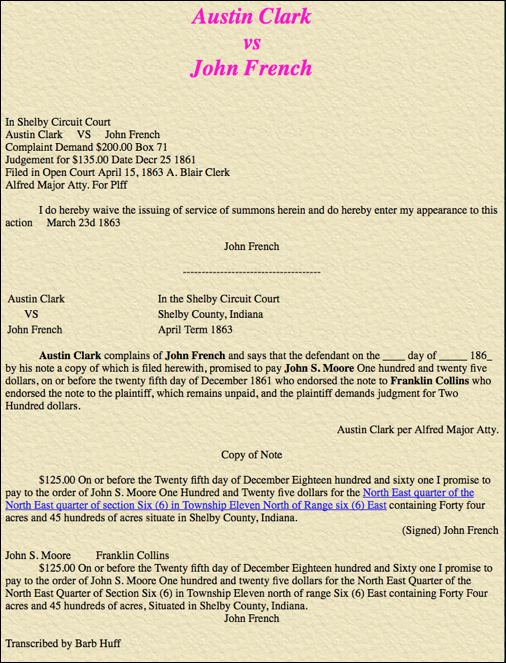 Austin Clark
vs
John French
In Shelby Circuit Court
Austin Clark VS John French
Complaint Demand $200.00 Box 71
Judgement for $135.00 Date Decr 25 1861
Filed in Open Court April 15, 1863 A. Blair Clerk
Alfred Major Atty. For Plff
I do hereby waive the issuing of service of summons herein and do hereby enter my appearance to this
action March 23d 1863
John French
-------------------------------------
Austin Clark In the Shelby Circuit Court
VS Shelby County, Indiana
John French April Term 1863
Austin Clark complains of John French and says that the defendant on the ____ day of _____ 186_
by his note a copy of which is filed herewith, promised to pay John S. Moore One hundred and twenty five
dollars, on or before the twenty fifth day of December 1861 who endorsed the note to Franklin Collins who
endorsed the note to the plaintiff, which remains unpaid, and the plaintiff demands judgment for Two
Hundred dollars.
Austin Clark per Alfred Major Atty.
Copy of Note
$125.00 On or before the Twenty fifth day of December Eighteen hundred and sixty one I promise to
pay to the order of John S. Moore One Hundred and Twenty five dollars for the North East quarter of the
North East quarter of section Six (6) in Township Eleven North of Range six (6) East containing Forty four
acres and 45 hundreds of acres situate in Shelby County, Indiana.
(Signed) John French
John S. Moore Franklin Collins
$125.00 On or before the Twenty fifth day of December Eighteen hundred and Sixty one I promise to
pay to the order of John S. Moore One hundred and twenty five dollars for the North East Quarter of the
North East Quarter of Section Six (6) in Township Eleven north of range Six (6) East containing Forty Four
acres and 45 hundreds of acres, Situated in Shelby County, Indiana.
John French
Transcribed by Barb Huff